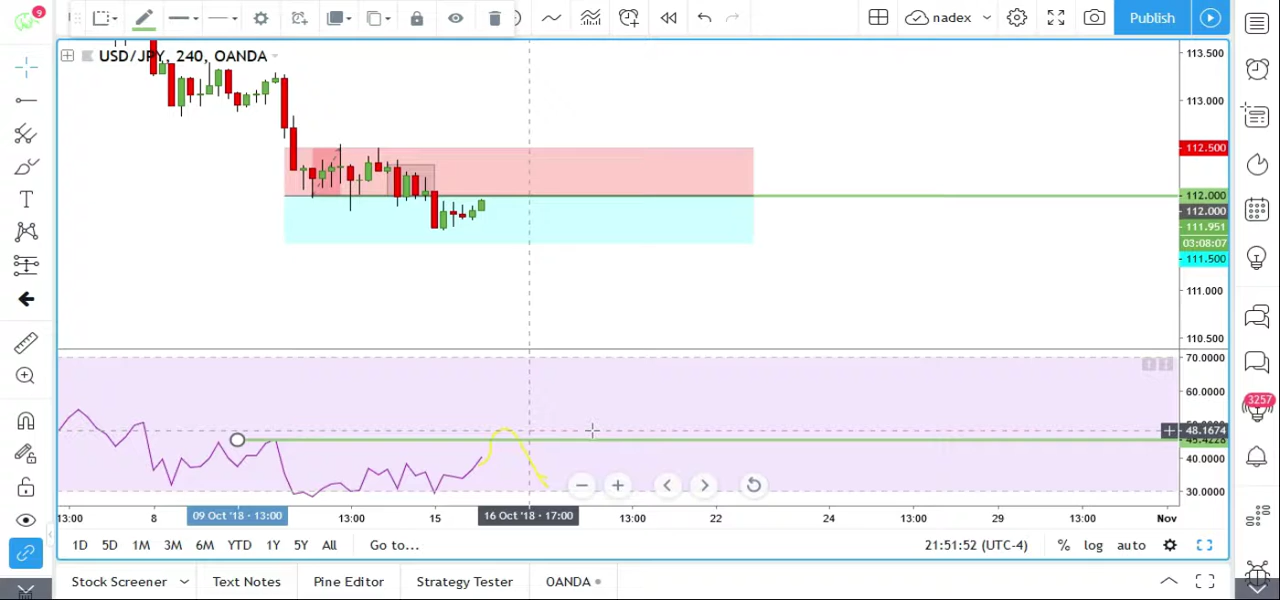 9
nadex
Publish
USD/JPY, 240, OANDA
113.500
113.000
112.500
112.000
112.000
111.951
03:08:07
111.500
111.000
110.500
70.0000
60.0000
48.1674
40.0000
30.0000
3257
13:00
8
09 Oct '18 - 13:00
13:00
15
16 Oct '18 - 17:00
13:00
22
24
13:00
29
13:00
Nov
1D
5D
1M
3M
6M
YTD
1Y
5Y
All
Go to...
21:51:52 (UTC-4)
%
log
auto
Stock Screener
Text Notes
Pine Editor
Strategy Tester
OANDA